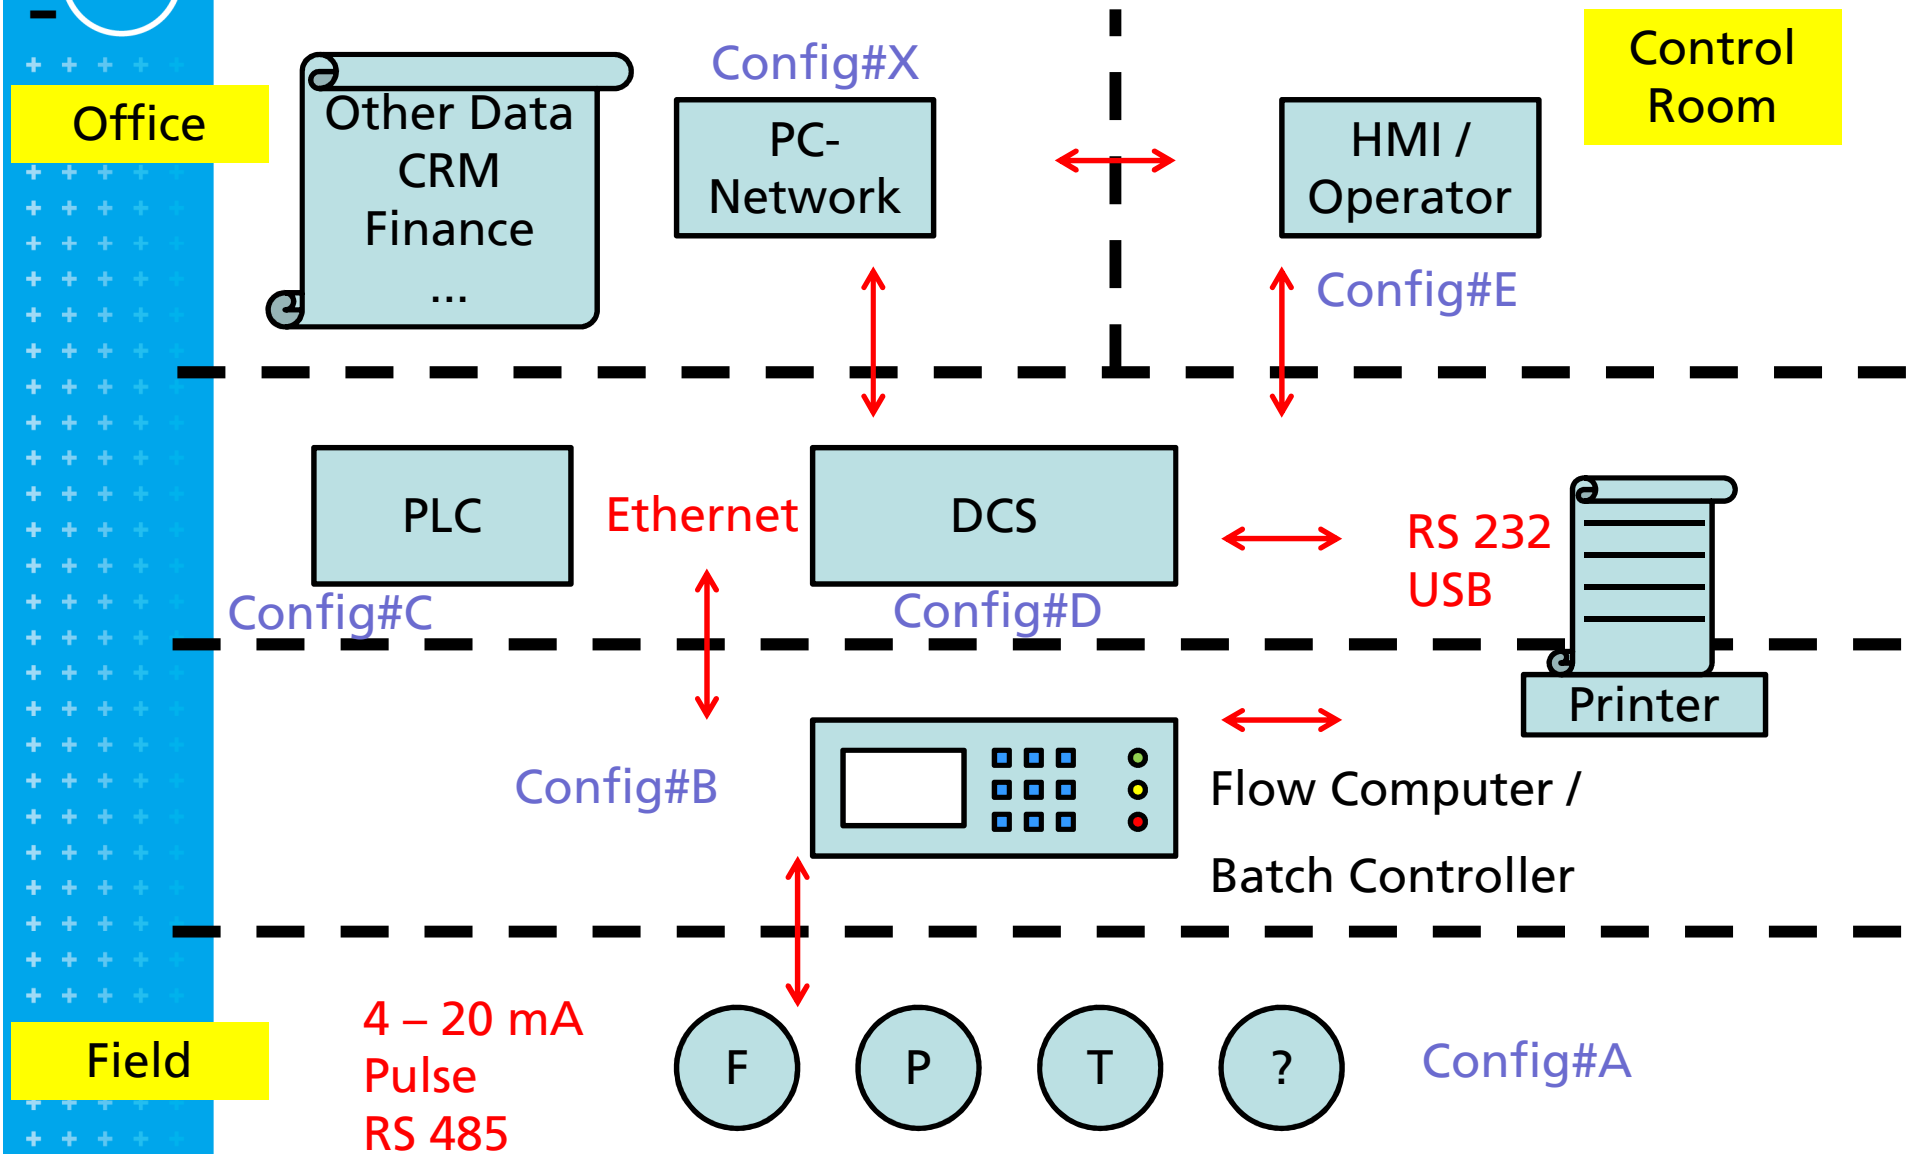 Office
Other Data
CRM
Finance
...
Config#X
PC-
Network
HMI /
Operator
Control
Room
Config#E
PLC
Ethernet
DCS
RS 232
USB
Config#C
Config#D
Printer
Config#B
Flow Computer /
Batch Controller
Field
4 – 20 mA
Pulse
RS 485
F
P
T
?
Config#A